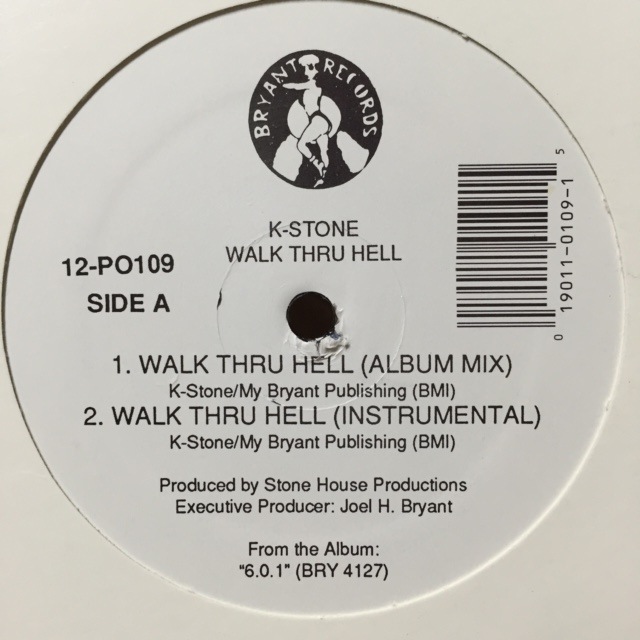 BRYANT RECORDS
K-STONE
WALK THRU HELL
12-PO109
SIDE A
5
0 19011-0109-1
1. WALK THRU HELL (ALBUM MIX)
K-Stone/My Bryant Publishing (BMI)
2. WALK THRU HELL (INSTRUMENTAL)
K-Stone/My Bryant Publishing (BMI)
Produced by Stone House Productions
Executive Producer: Joel H. Bryant
From the Album:
"6.0.1" (BRY 4127)